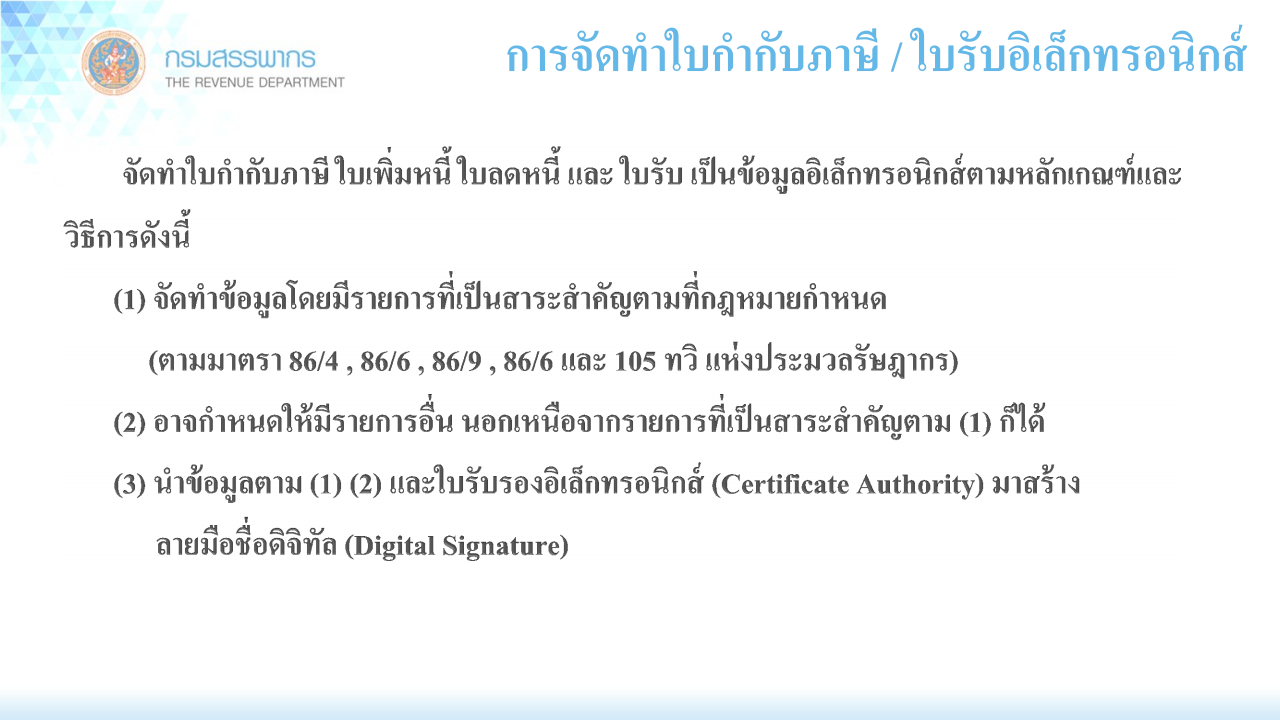 กรมสรรพากร
THE REVENUE DEPARTMENT
การจัดทำใบกำกับภาษี / ใบรับอิเล็กทรอนิกส์
จัดทำใบกำกับภาษี ใบเพิ่มหนี้ ใบลดหนี้ และ ใบรับ เป็นข้อมูลอิเล็กทรอนิกส์ตามหลักเกณฑ์และ
วิธีการดังนี้
(1) จัดทำข้อมูลโดยมีรายการที่เป็นสาระสำคัญตามที่กฎหมายกำหนด
(ตามมาตรา 86/4 , 86/6 , 86/9 , 86/6 และ 105 ทวิ แห่งประมวลรัษฎากร)
(2) อาจกำหนดให้มีรายการอื่น นอกเหนือจากรายการที่เป็นสาระสำคัญตาม (1) ก็ได้
(3) นำข้อมูลตาม (1) (2) และใบรับรองอิเล็กทรอนิกส์ (Certificate Authority) มาสร้าง
ลายมือชื่อดิจิทัล (Digital Signature)